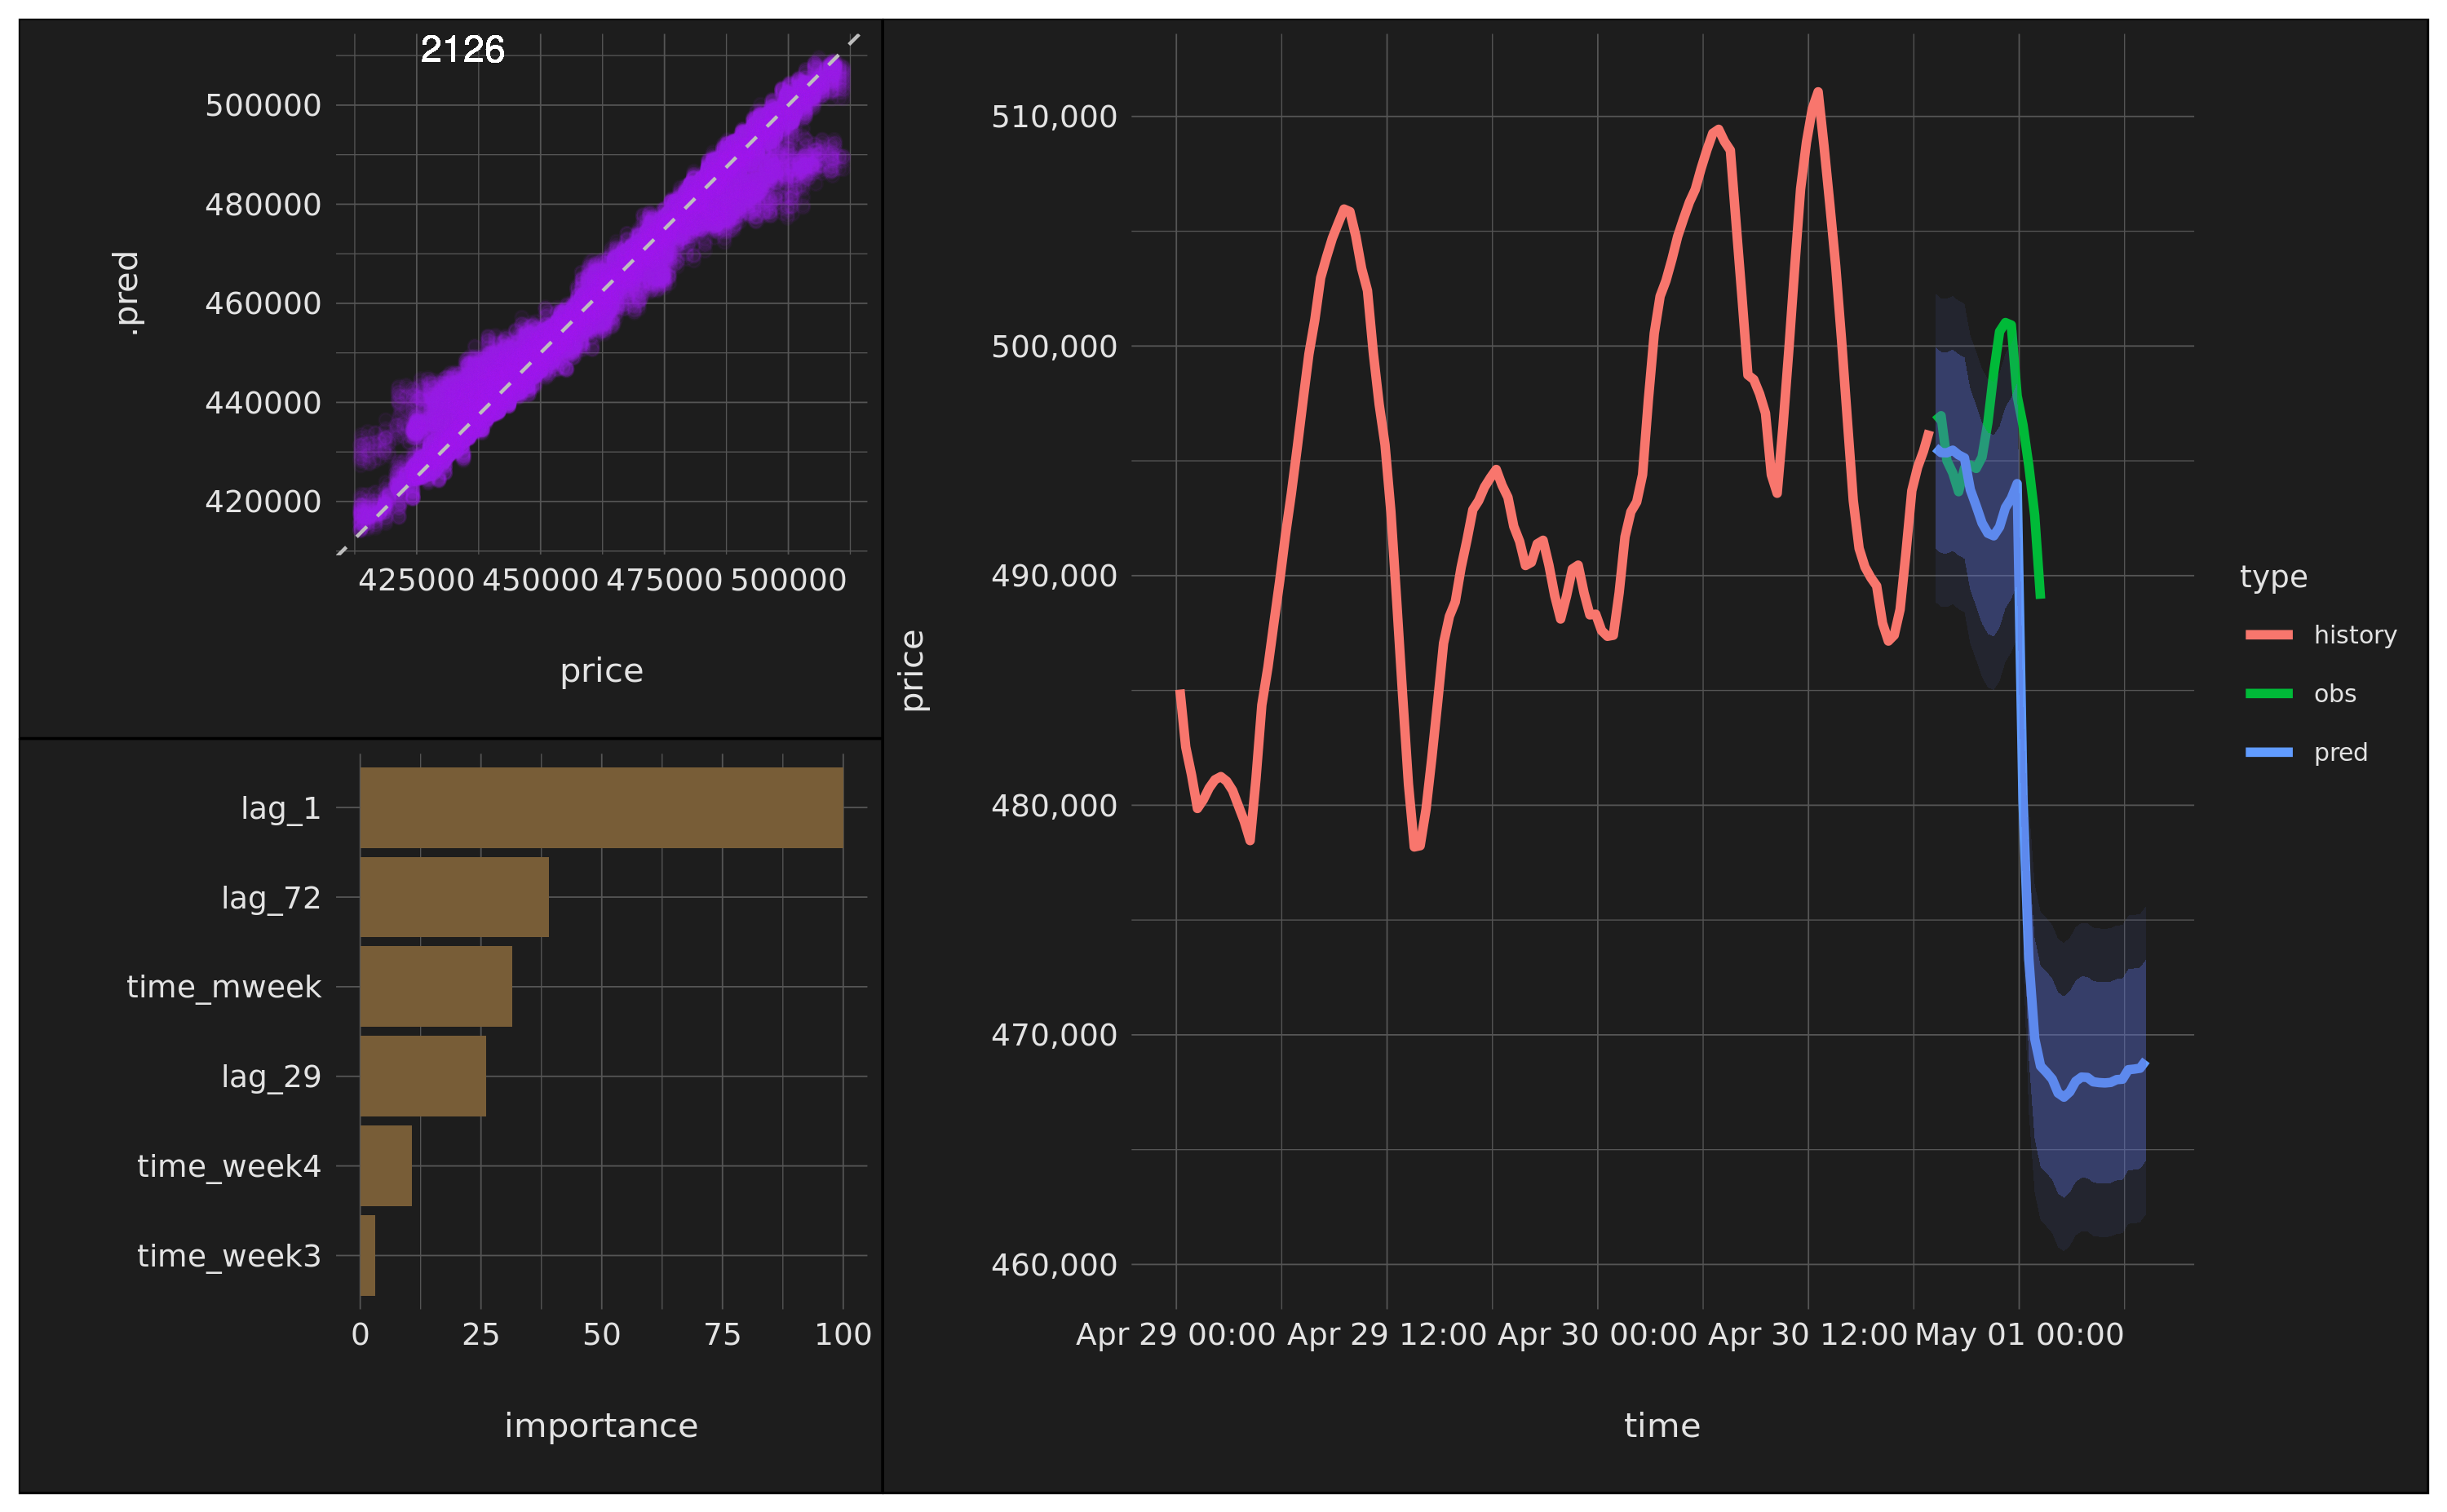 2126
500000
480000
460000
440000
420000
.pred
425000 450000 475000 500000
price
lag_1
lag_72
time_mweek
lag_29
time_week4
time_week3
0 25 50 75 100
importance
510,000
500,000
490,000
480,000
470,000
460,000
price
Apr 29 00:00 Apr 29 12:00 Apr 30 00:00 Apr 30 12:00 May 01 00:00
time
type
history
obs
pred